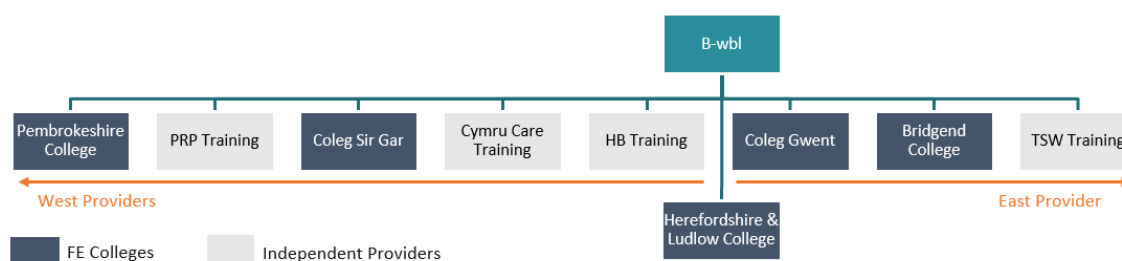 B-wbl
Pembrokeshire
College
PRP Training
Coleg Sir Gar
Cymru Care
Training
HB Training
Coleg Gwent
Bridgend
College
TSW Training
West Providers
East Provider
Herefordshire &
Ludlow College
FE Colleges
Independent Providers